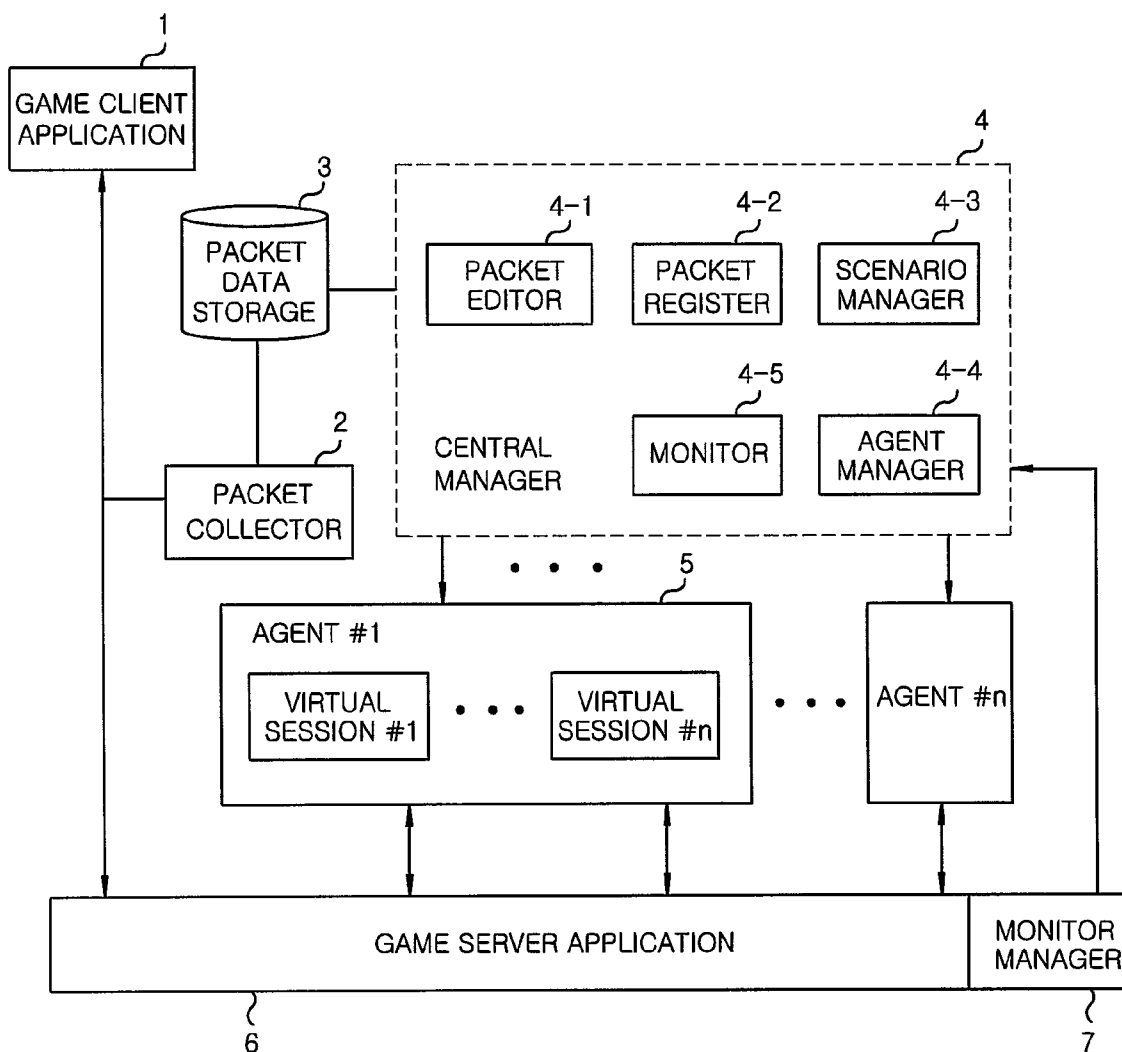 1
GAME CLIENT
APPLICATION
3
PACKET
DATA
STORAGE
2
PACKET
COLLECTOR
4
4-1
PACKET
EDITOR
4-2
PACKET
REGISTER
4-3
SCENARIO
MANAGER
4-5
MONITOR
4-4
AGENT
MANAGER
CENTRAL
MANAGER
5
AGENT #1
VIRTUAL
SESSION #1
VIRTUAL
SESSION #n
AGENT #n
GAME SERVER APPLICATION
MONITOR
MANAGER
6
7